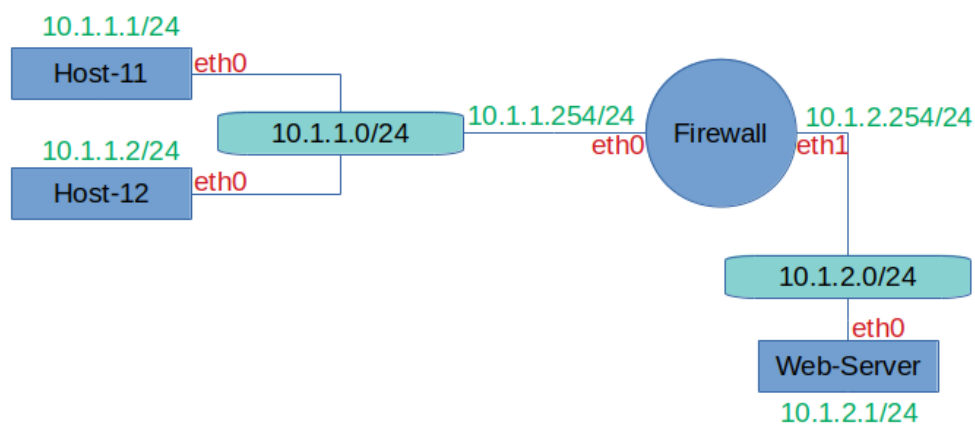 10.1.1.1/24
Host-11
eth0
10.1.1.0/24
10.1.1.2/24
Host-12
eth0
10.1.1.254/24
eth0
Firewall
10.1.2.254/24
eth1
10.1.2.0/24
eth0
Web-Server
10.1.2.1/24